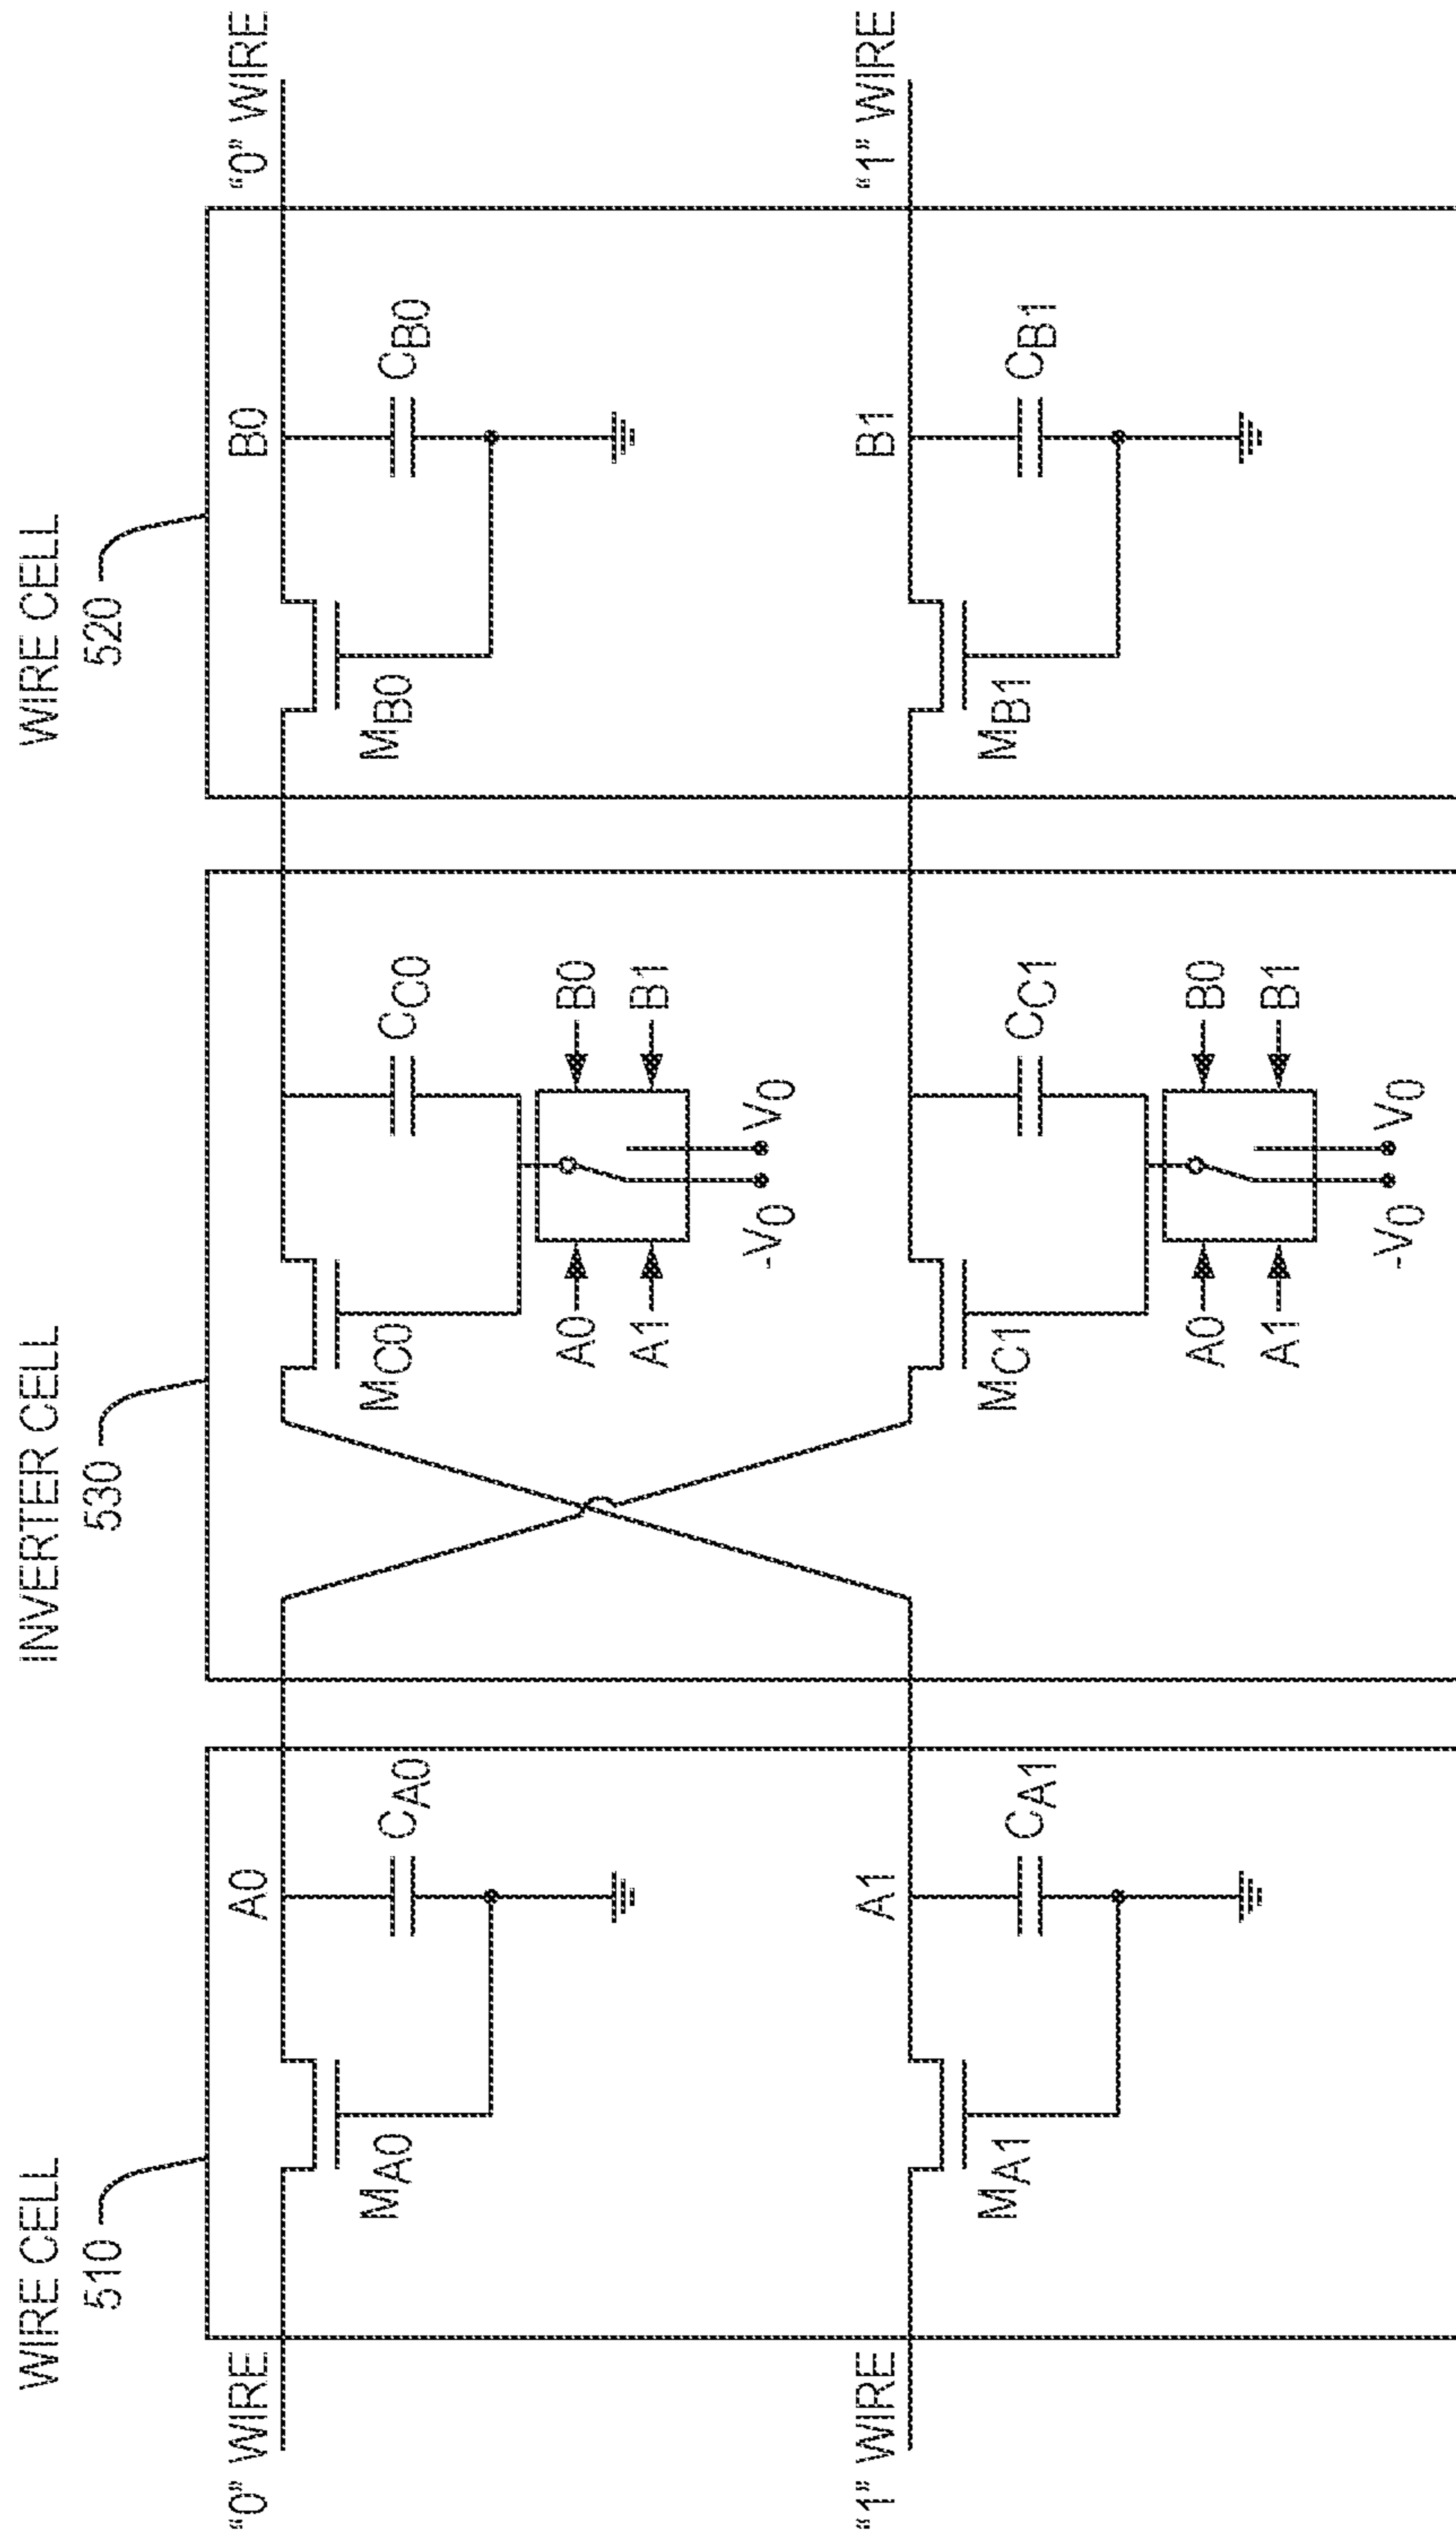 WIRE CELL
510
INVERTER CELL
530
WIRE CELL
520
"0" WIRE
A0
B0
"0" WIRE
MA0
CA0
MC0
CC0
MB0
CB0
A0
B0
A1
B1
-V0
V0
"1" WIRE
A1
B1
"1" WIRE
MA1
CA1
MC1
CC1
MB1
CB1
A0
B0
A1
B1
-V0
V0